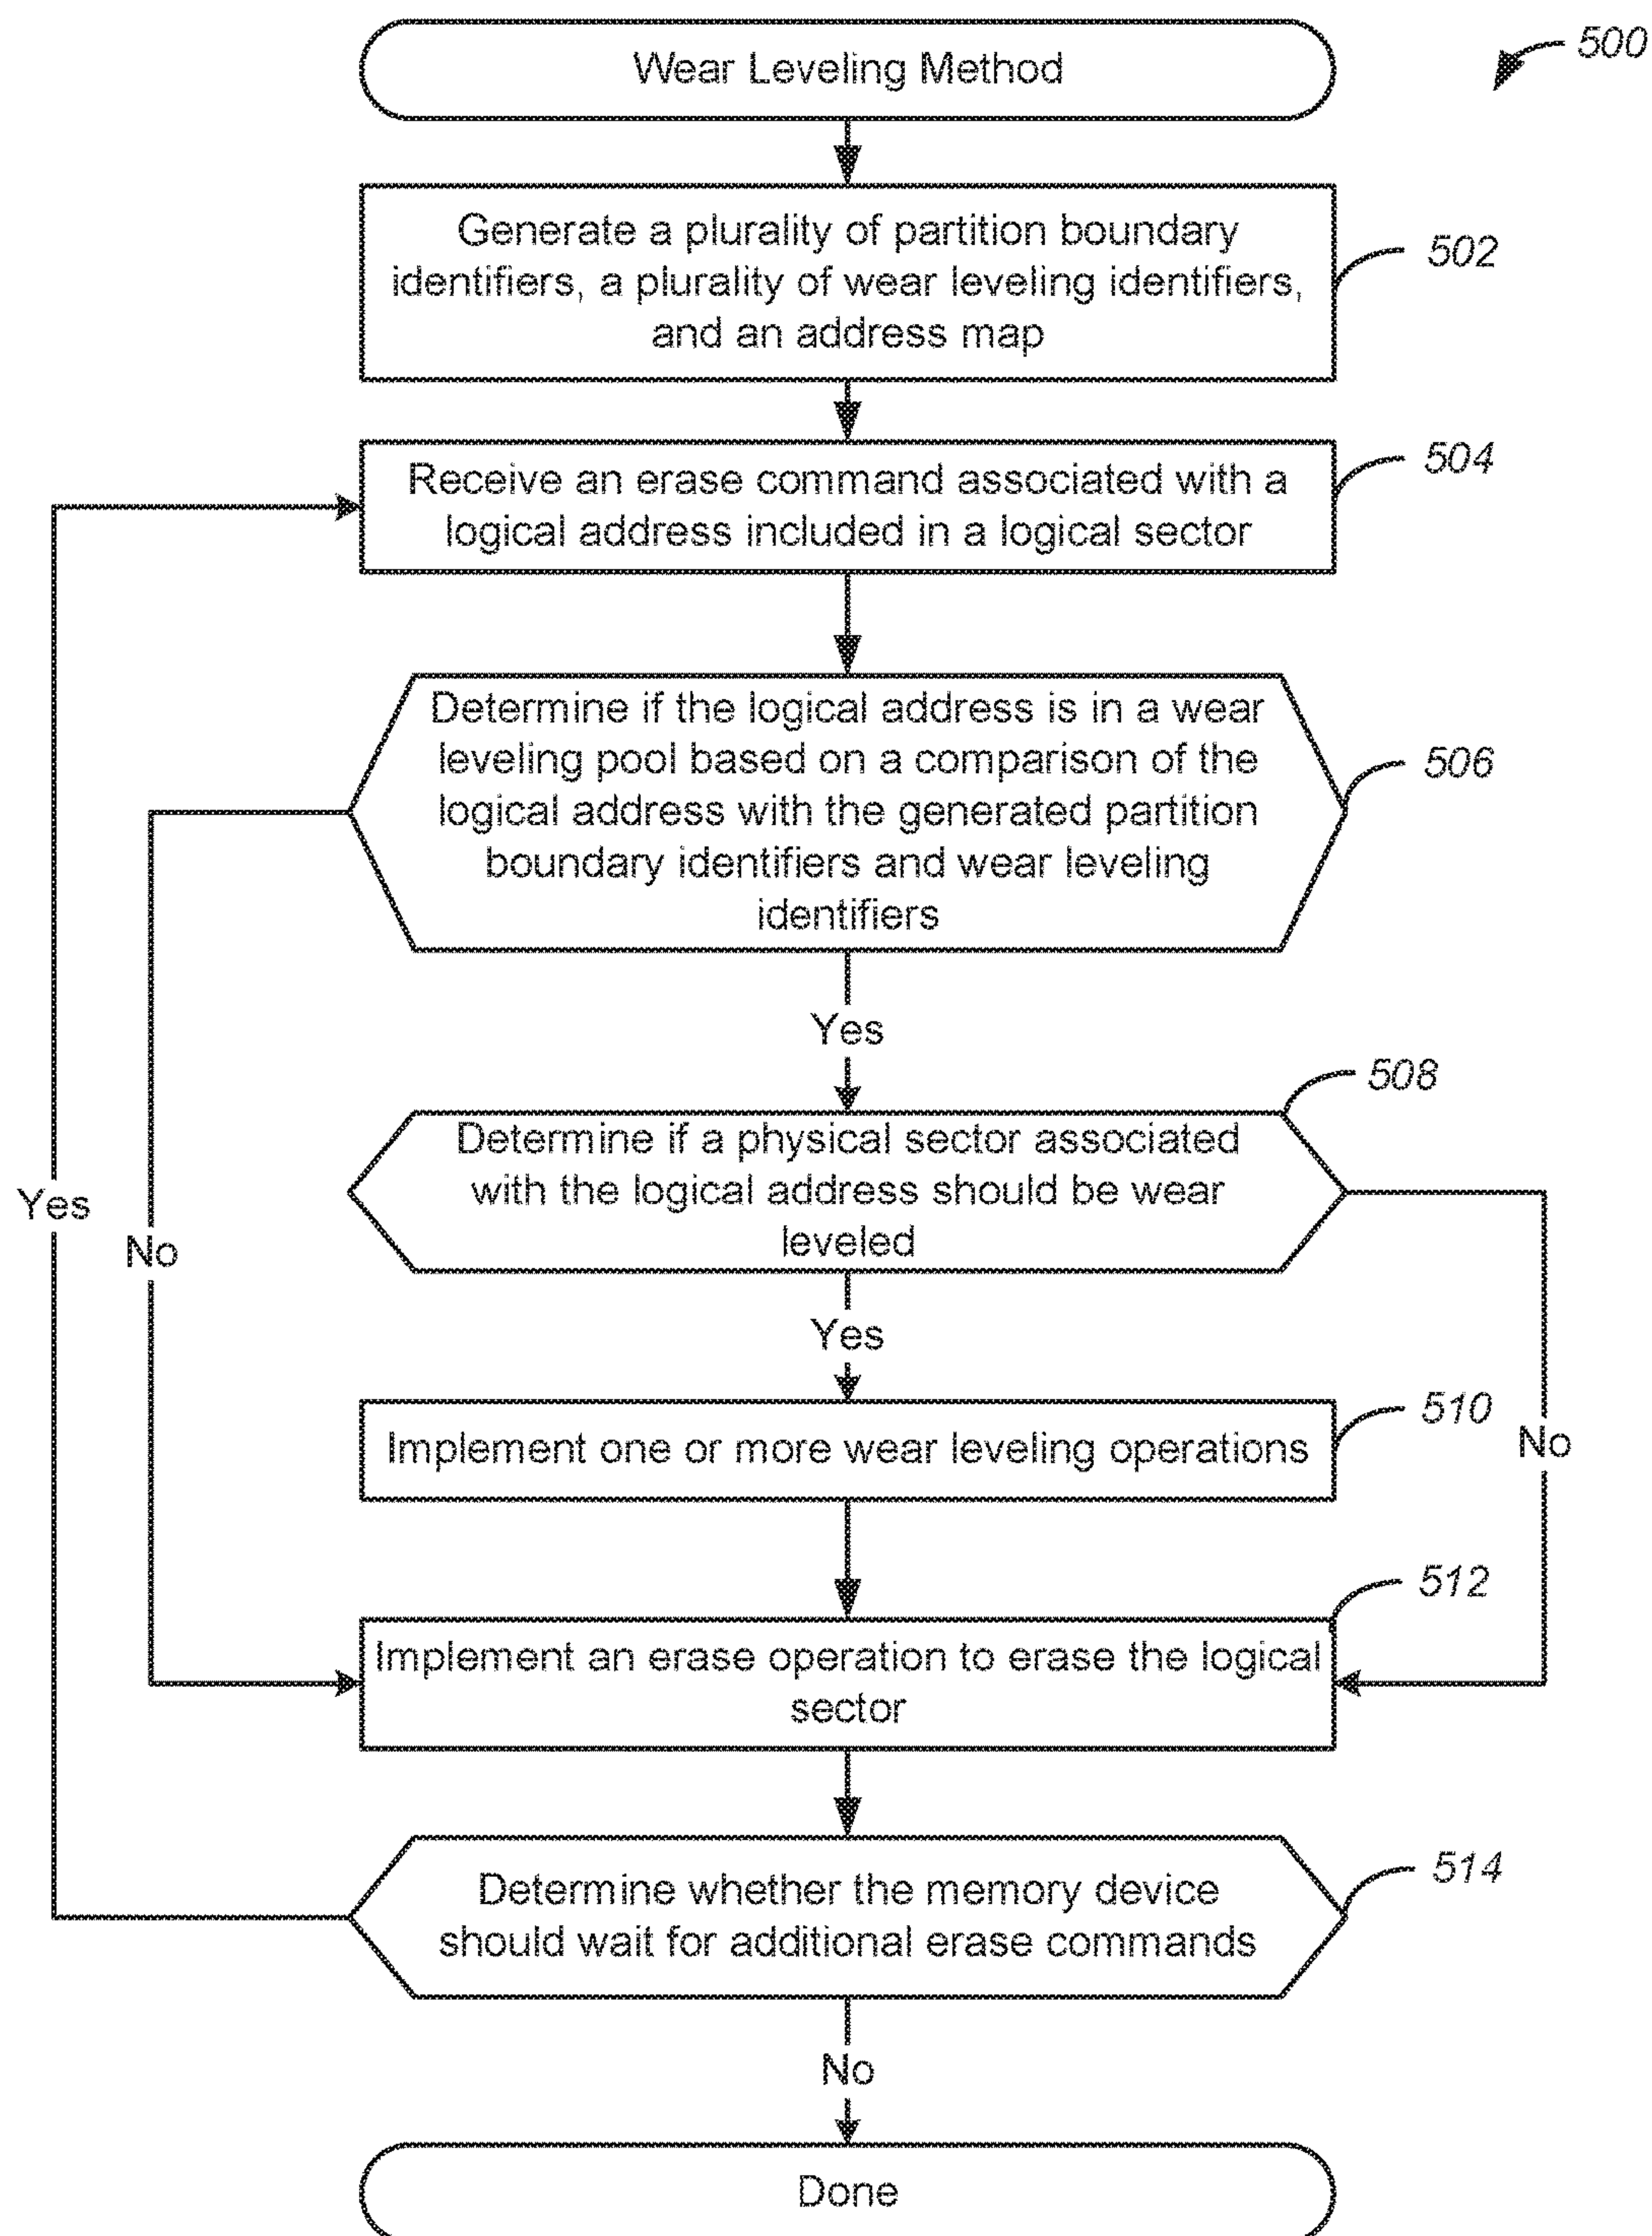 Wear Leveling Method
500
Generate a plurality of partition boundary
identifiers, a plurality of wear leveling identifiers,
and an address map
502
Receive an erase command associated with a
logical address included in a logical sector
504
Determine if the logical address is in a wear
leveling pool based on a comparison of the
logical address with the generated partition
boundary identifiers and wear leveling
identifiers
506
Yes
508
Determine if a physical sector associated
with the logical address should be wear
leveled
Yes
No
Yes
510
Implement one or more wear leveling operations
No
512
Implement an erase operation to erase the logical
sector
514
Determine whether the memory device
should wait for additional erase commands
No
Done